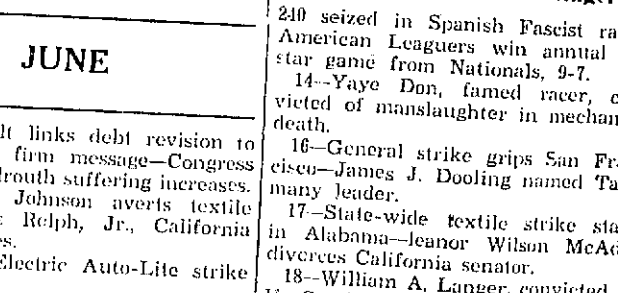 JUNE
lt links debt revision to
firm message—Congress
drouth suffering increases.
Johnson averts textile
Rolph, Jr., California
Electric Auto-Lite strike
240 seized in Spanish Fascist ra
American Leaguers win annual
star game from Nationals, 9-7.
14--Yaye Don, famed racer, c
victed of manslaughter in mechan
death.
16—General strike grips San Fra
cisco—James J. Dooling named Ta
many leader.
17—State-wide textile strike sta
in Alabama—leanor Wilson McAd
divorces California senator.
18--William A. Langer, convicted